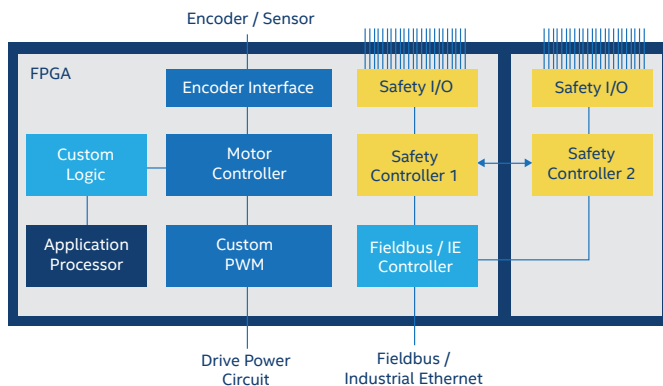 Encoder / Sensor
FPGA
Encoder Interface
Safety I/O
Safety I/O
Custom
Logic
Motor
Controller
Safety
Controller 1
Safety
Controller 2
Application
Processor
Custom
PWM
Fieldbus / IE
Controller
Drive Power
Circuit
Fieldbus /
Industrial Ethernet